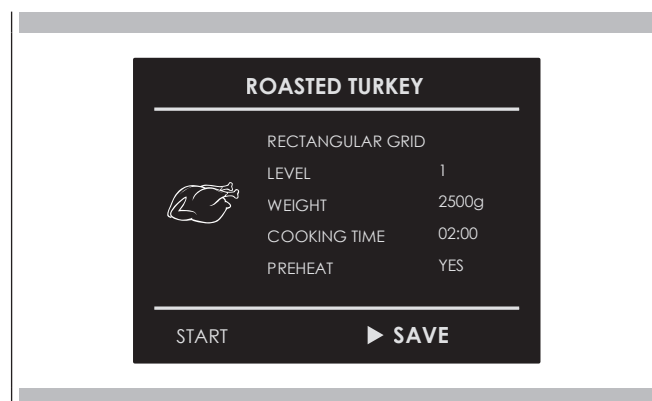 ROASTED TURKEY
RECTANGULAR GRID
LEVEL 1
WEIGHT 2500g
COOKING TIME 02:00
PREHEAT YES
START ▶ SAVE